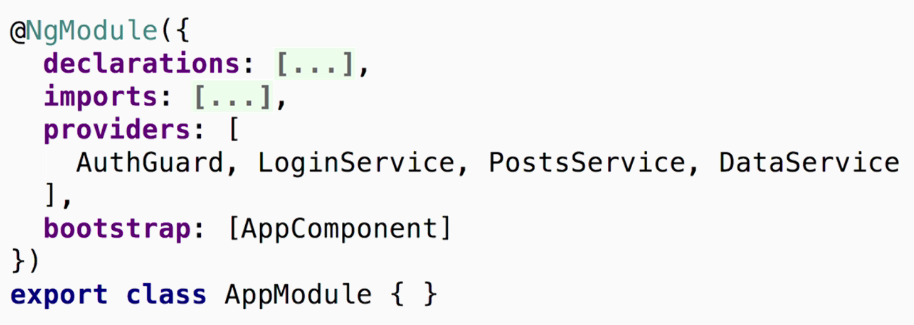 @NgModule({
  declarations: [...],
  imports: [...],
  providers: [
    AuthGuard, LoginService, PostsService, DataService
  ],
  bootstrap: [AppComponent]
})
export class AppModule { }